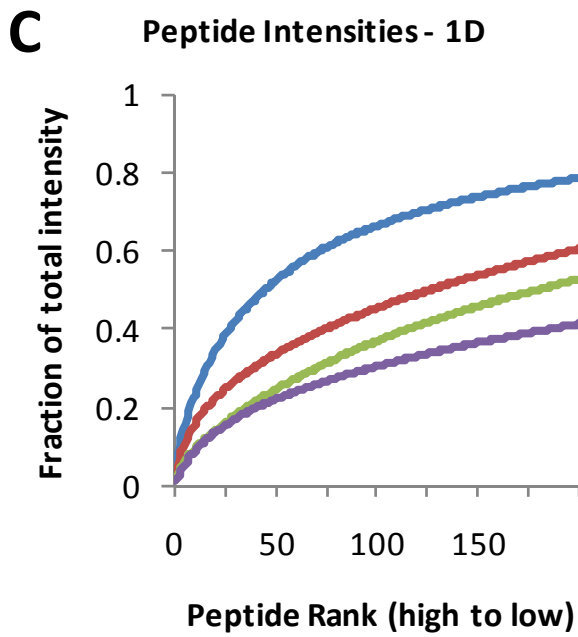 C
Peptide Intensities - 1D
Fraction of total intensity
1
0.8
0.6
0.4
0.2
0
0 50 100 150
Peptide Rank (high to low)